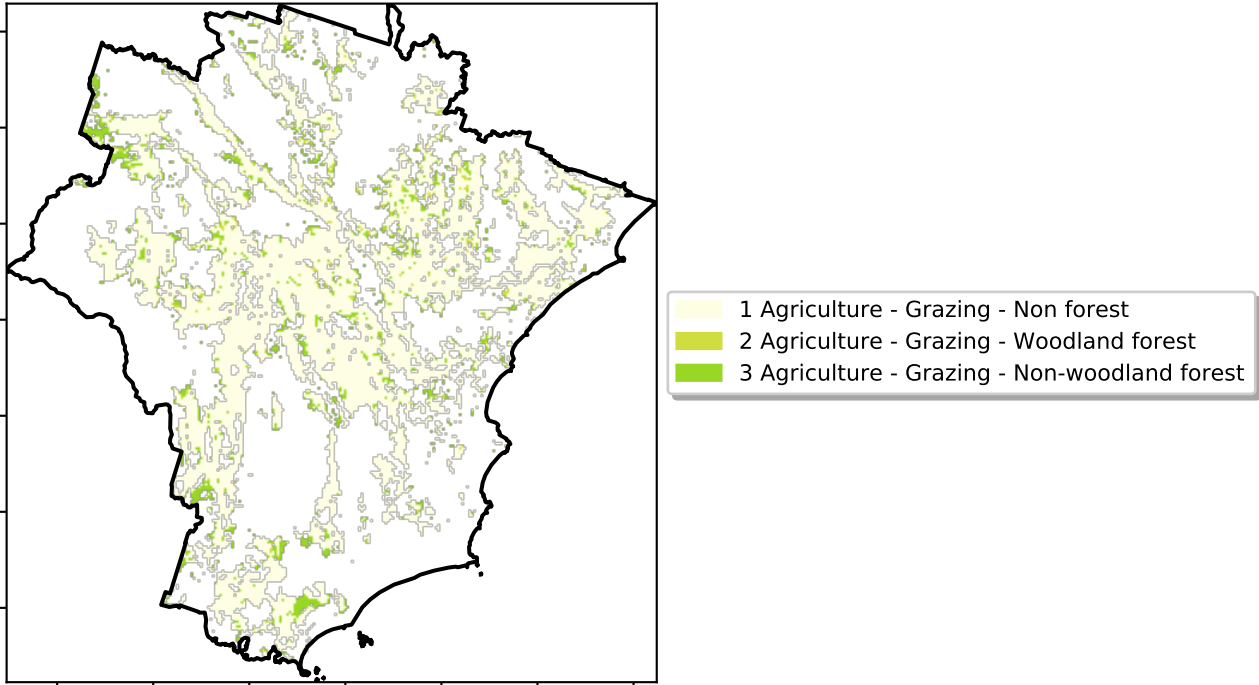 1 Agriculture - Grazing - Non forest
2 Agriculture - Grazing - Woodland forest
3 Agriculture - Grazing - Non-woodland forest